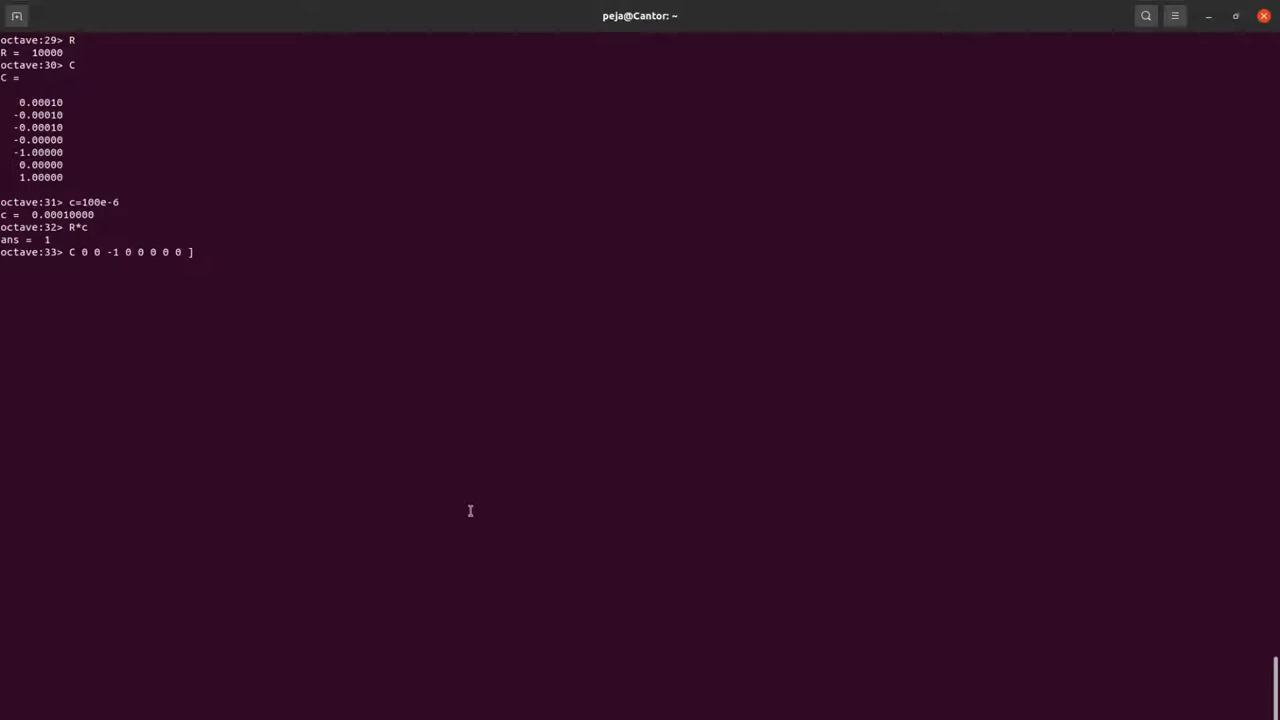 peja@Cantor: ~
octave:29> R
R =  10000
octave:30> C
C =
0.00010
-0.00010
-0.00010
-0.00000
-1.00000
0.00000
1.00000
octave:31> c=100e-6
c =  0.00010000
octave:32> R*c
ans =  1
octave:33> C 0 0 -1 0 0 0 0 0 ]